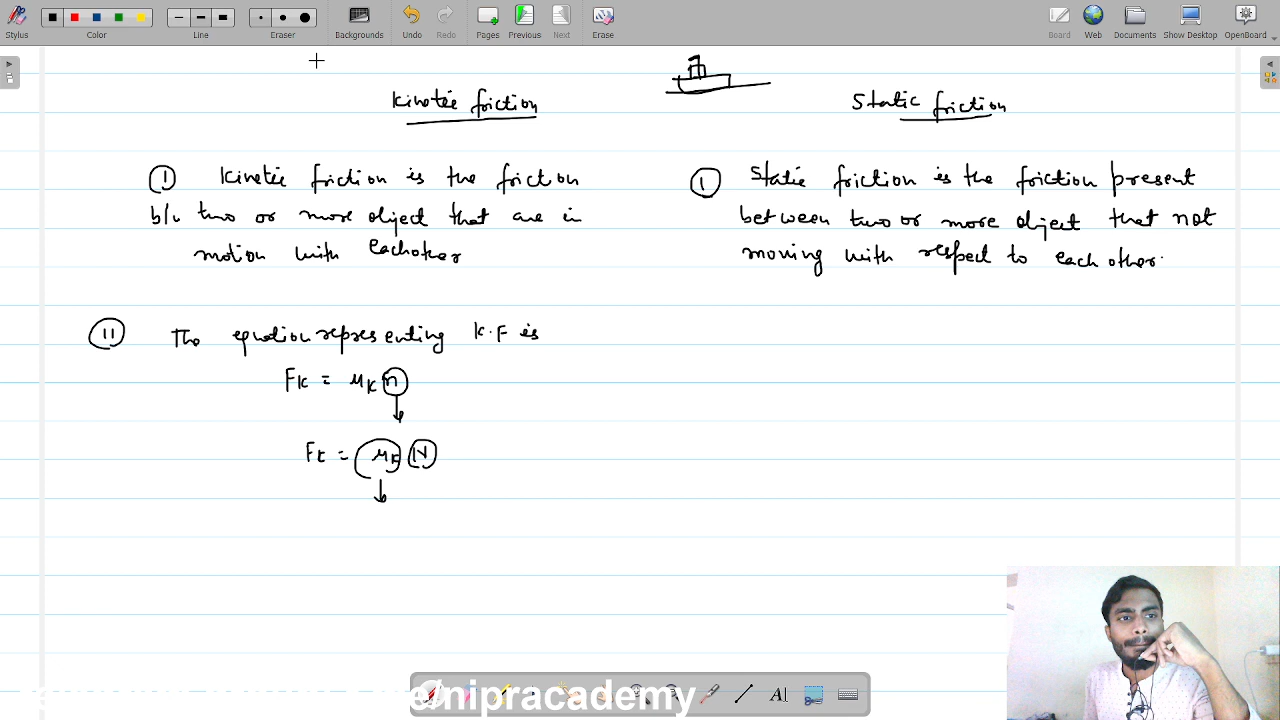 Stylus Color Line Eraser Backgrounds Undo Redo Pages Previous Next Erase Board Web Documents Show Desktop OpenBoard
Kinetic friction
Static friction
① Kinetic friction is the friction
b/w two or more object that are in
motion with Eachother
① Static friction is the friction present
between two or more object that not
moving with respect to each other.
⑪ The equation representing K.F is
FK = μK n
FK = μK N
nipracademy